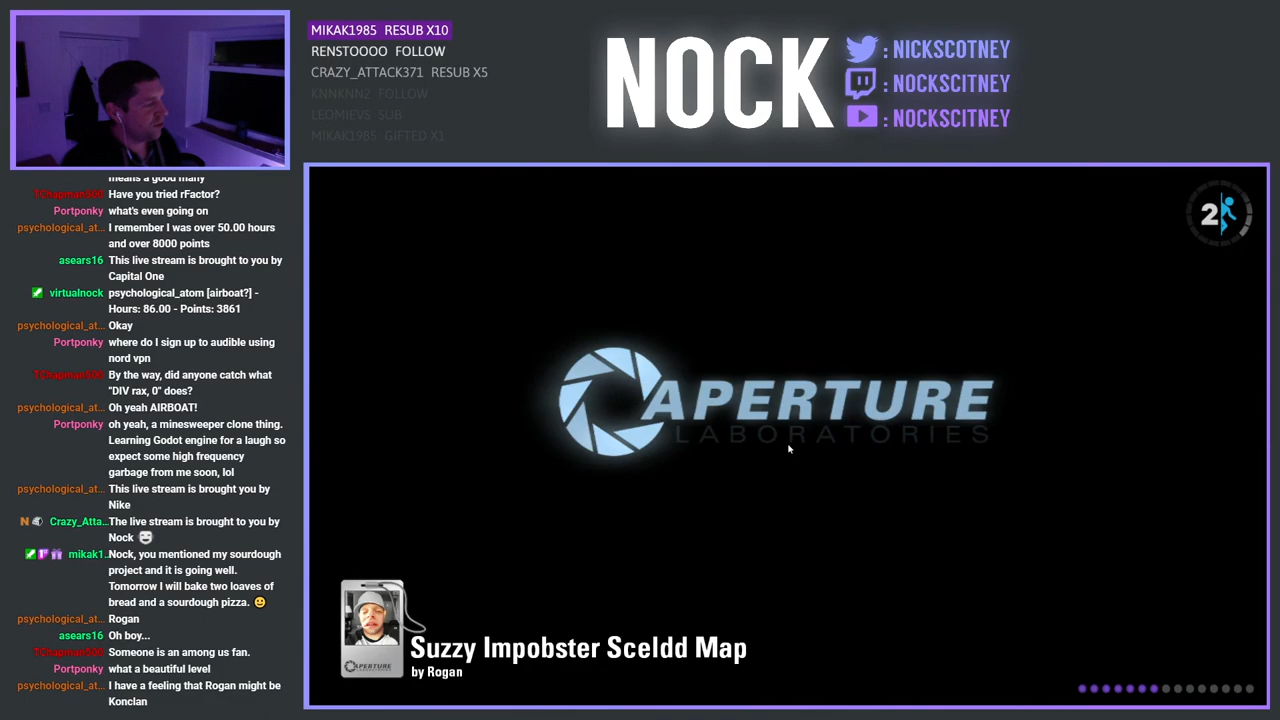 MIKAK1985 RESUB X10
RENSTOOOO FOLLOW
CRAZY_ATTACK371 RESUB X5
KNNKNN2 FOLLOW
LEOMIEVS SUB
MIKAK1985 GIFTED X1
NOCK
: NICKSCOTNEY
: NOCKSCITNEY
: NOCKSCITNEY
means a good many
TChapman500 Have you tried rFactor?
Portponky what's even going on
psychological_at... I remember I was over 50.00 hours
and over 8000 points
asears16 This live stream is brought to you by
Capital One
virtualnock psychological_atom [airboat?] -
Hours: 86.00 - Points: 3861
psychological_at... Okay
Portponky where do I sign up to audible using
nord vpn
TChapman500 By the way, did anyone catch what
"DIV rax, 0" does?
psychological_at... Oh yeah AIRBOAT!
Portponky oh yeah, a minesweeper clone thing.
Learning Godot engine for a laugh so
expect some high frequency
garbage from me soon, lol
psychological_at... This live stream is brought you by
Nike
N Crazy_Atta... The live stream is brought to you by
Nock
mikak1... Nock, you mentioned my sourdough
project and it is going well.
Tomorrow I will bake two loaves of
bread and a sourdough pizza.
psychological_at... Rogan
asears16 Oh boy...
TChapman500 Someone is an among us fan.
Portponky what a beautiful level
psychological_at... I have a feeling that Rogan might be
Konclan
2
APERTURE
LABORATORIES
APERTURE
Suzzy Impobster Sceldd Map
by Rogan